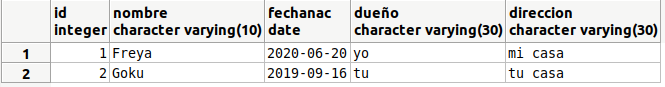 id nombre fechanac dueño direccion
integer character varying(10) date character varying(30) character varying(30)
1 1 Freya 2020-06-20 yo mi casa
2 2 Goku 2019-09-16 tu tu casa